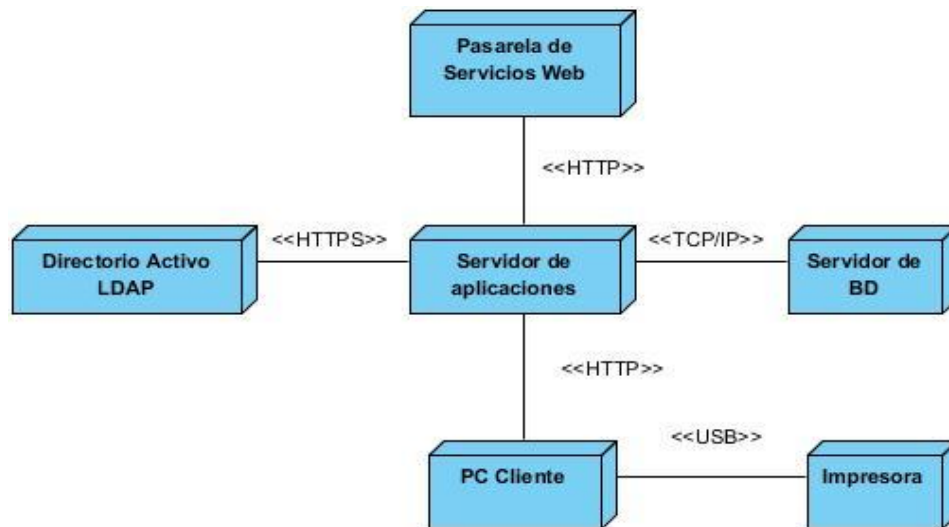 Pasarela de
Servicios Web
<<HTTP>>
Directorio Activo
LDAP
<<HTTPS>>
Servidor de
aplicaciones
<<TCP/IP>>
Servidor de
BD
<<HTTP>>
PC Cliente
<<USB>>
Impresora